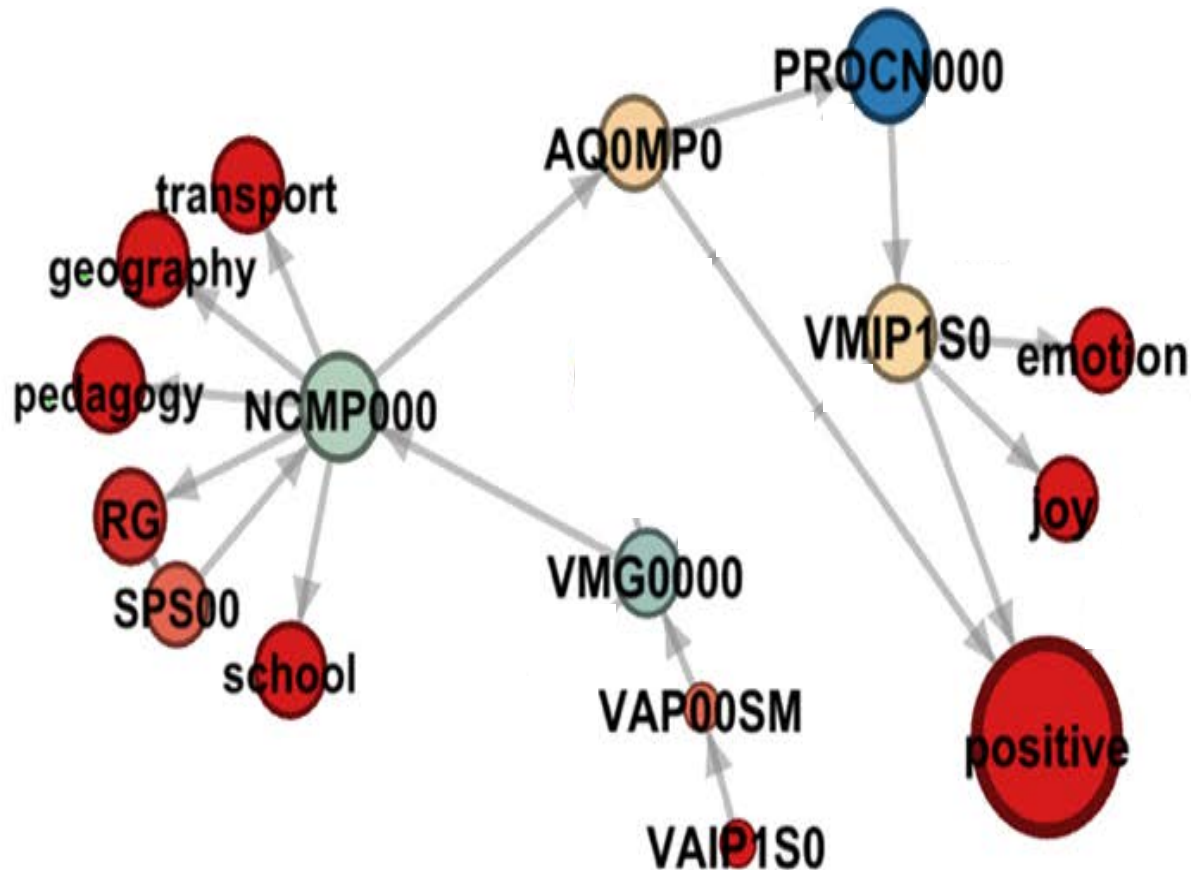 PROCN000
AQ0MP0
transport
geography
VMIP1S0
emotion
pedagogy
NCMP000
joy
RG
VMG0000
SPS00
school
VAP00SM
positive
VAIP1S0